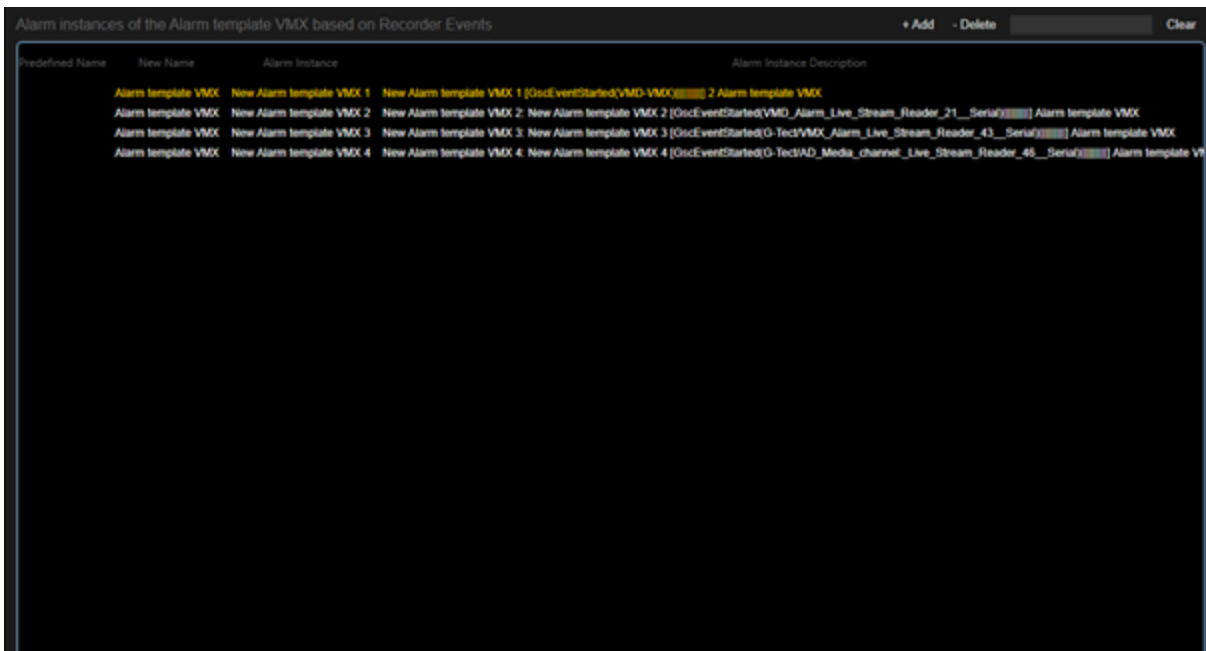 Alarm instances of the Alarm template VMX based on Recorder Events + Add - Delete Clear
Predefined Name New Name Alarm Instance Alarm Instance Description
Alarm template VMX New Alarm template VMX 1 New Alarm template VMX 1 [GscEventStarted(VMD-VMX)(||||||||)] 2 Alarm template VMX
Alarm template VMX New Alarm template VMX 2 New Alarm template VMX 2: New Alarm template VMX 2 [GscEventStarted(VMD_Alarm_Live_Stream_Reader_21__Serial)(||||||||)] Alarm template VMX
Alarm template VMX New Alarm template VMX 3 New Alarm template VMX 3: New Alarm template VMX 3 [GscEventStarted(G-Tect/VMX_Alarm_Live_Stream_Reader_43__Serial)(||||||||)] Alarm template VMX
Alarm template VMX New Alarm template VMX 4 New Alarm template VMX 4: New Alarm template VMX 4 [GscEventStarted(G-Tect/AD_Media_channel:_Live_Stream_Reader_46__Serial)(||||||||)] Alarm template VM